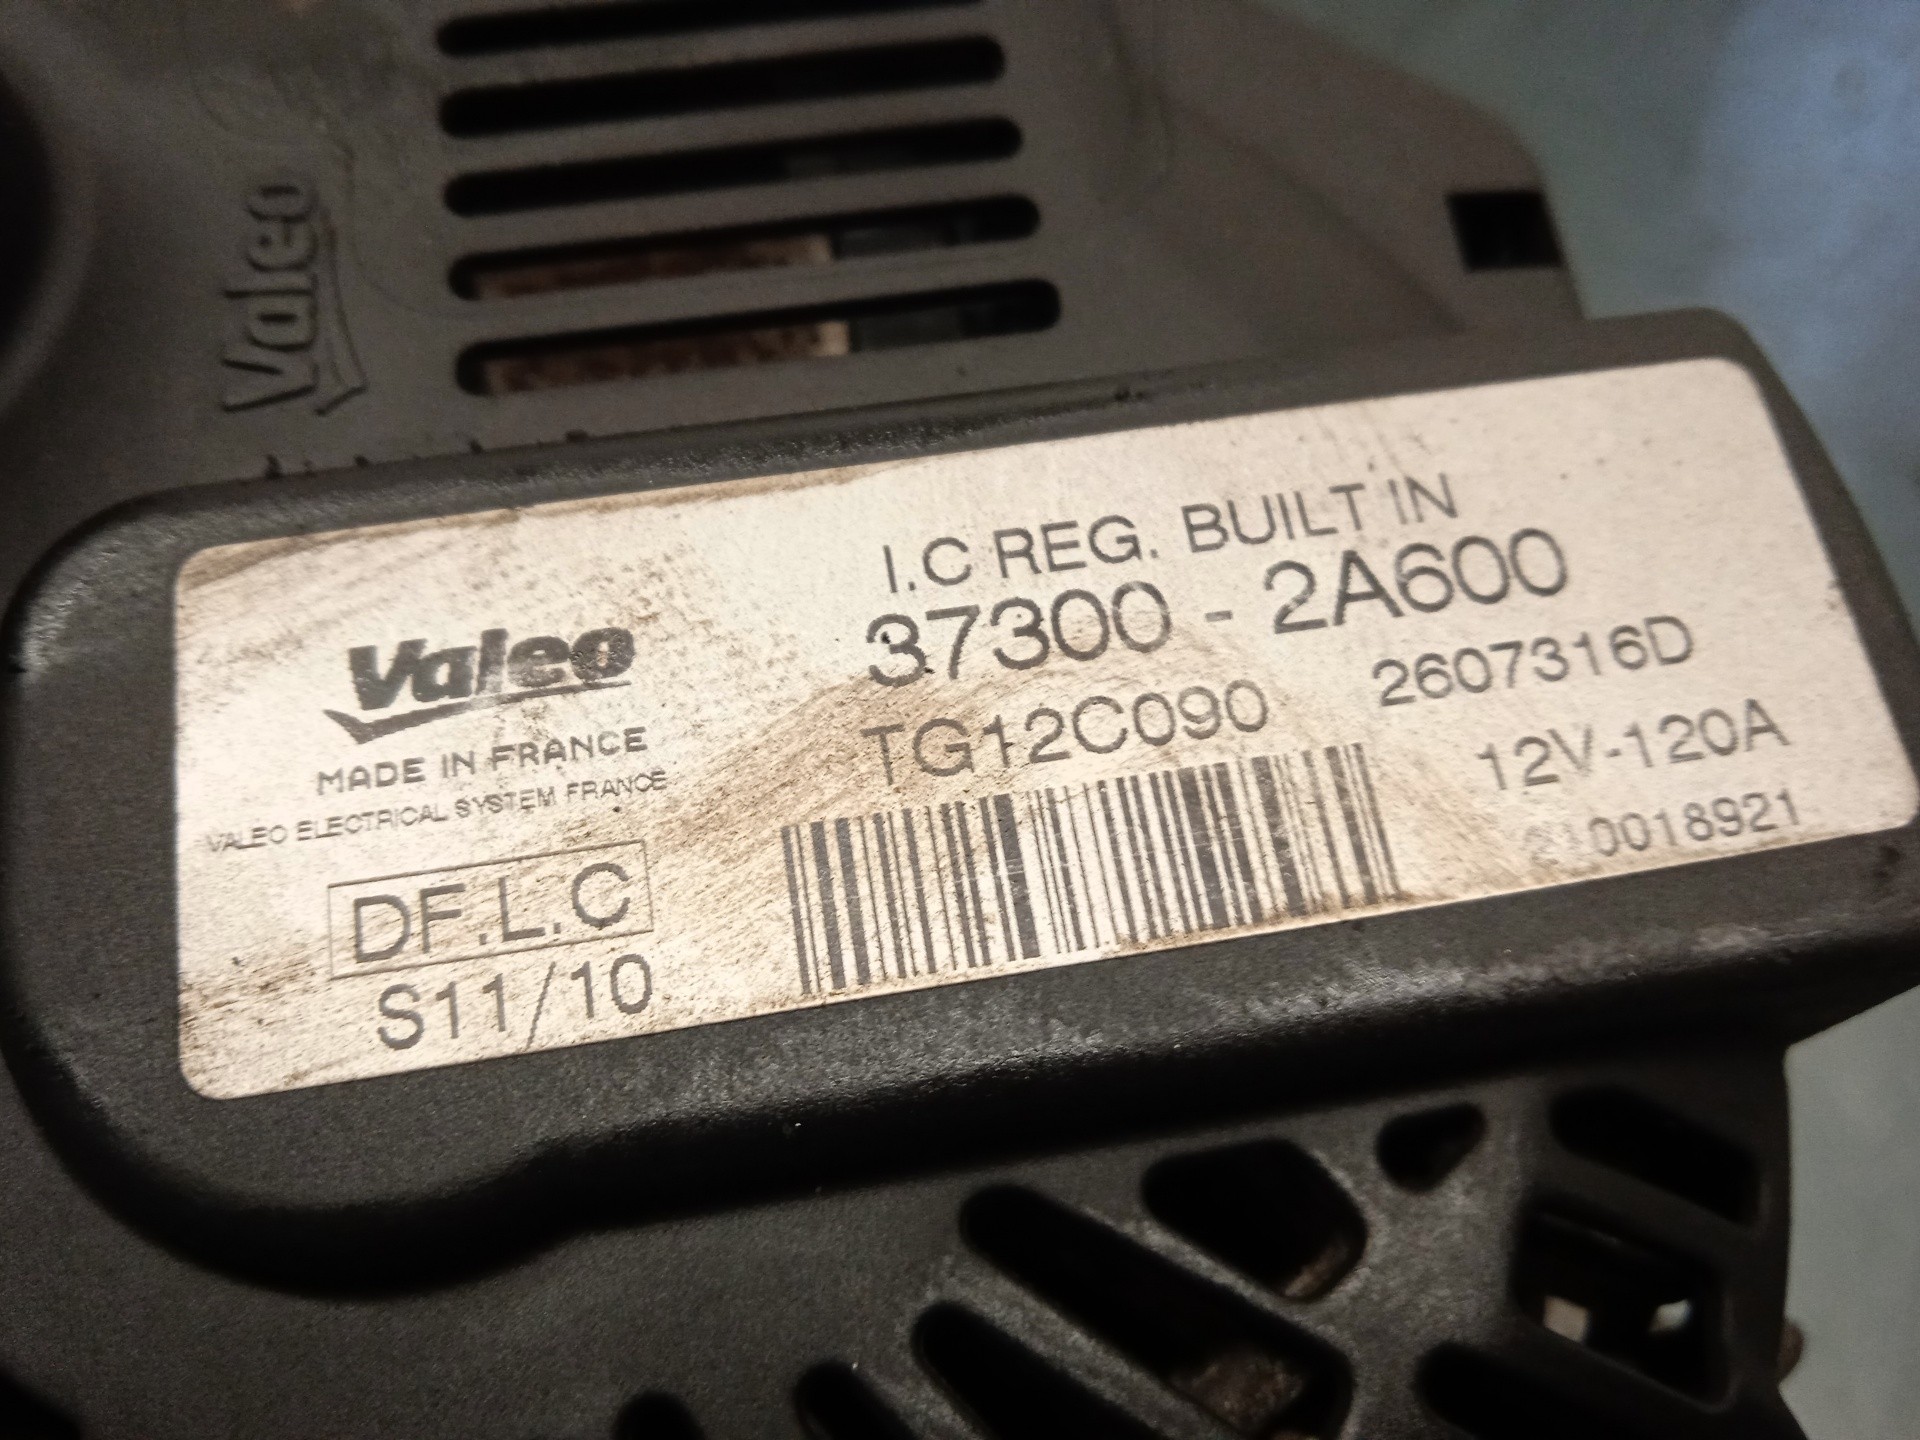 Valeo
I.C REG. BUILT IN
37300 - 2A600
Valeo
MADE IN FRANCE
VALEO ELECTRICAL SYSTEM FRANCE
TG12C090
2607316D
12V-120A
DF.L.C
S11/10